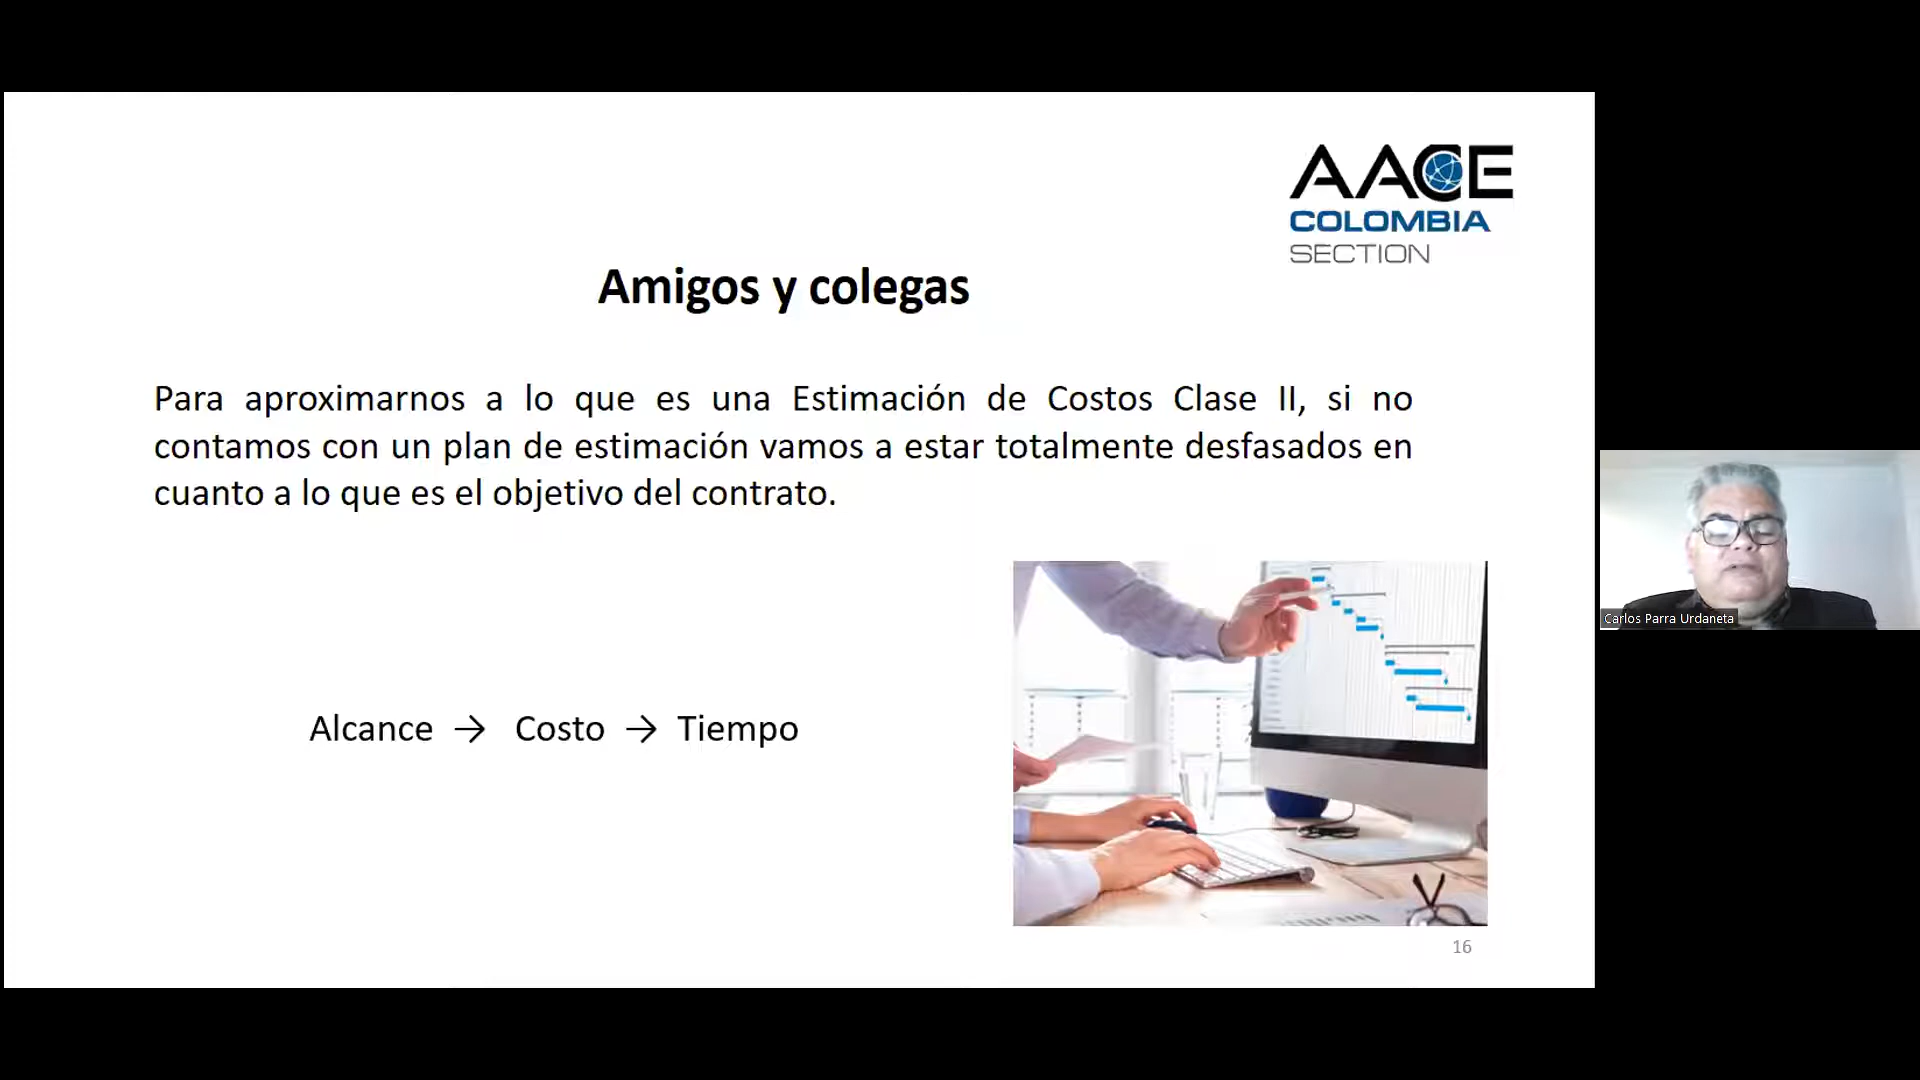 AACE
COLOMBIA
SECTION
Amigos y colegas
Para aproximarnos a lo que es una Estimación de Costos Clase II, si no
contamos con un plan de estimación vamos a estar totalmente desfasados en
cuanto a lo que es el objetivo del contrato.
Alcance → Costo → Tiempo
16
Carlos Parra Urdaneta